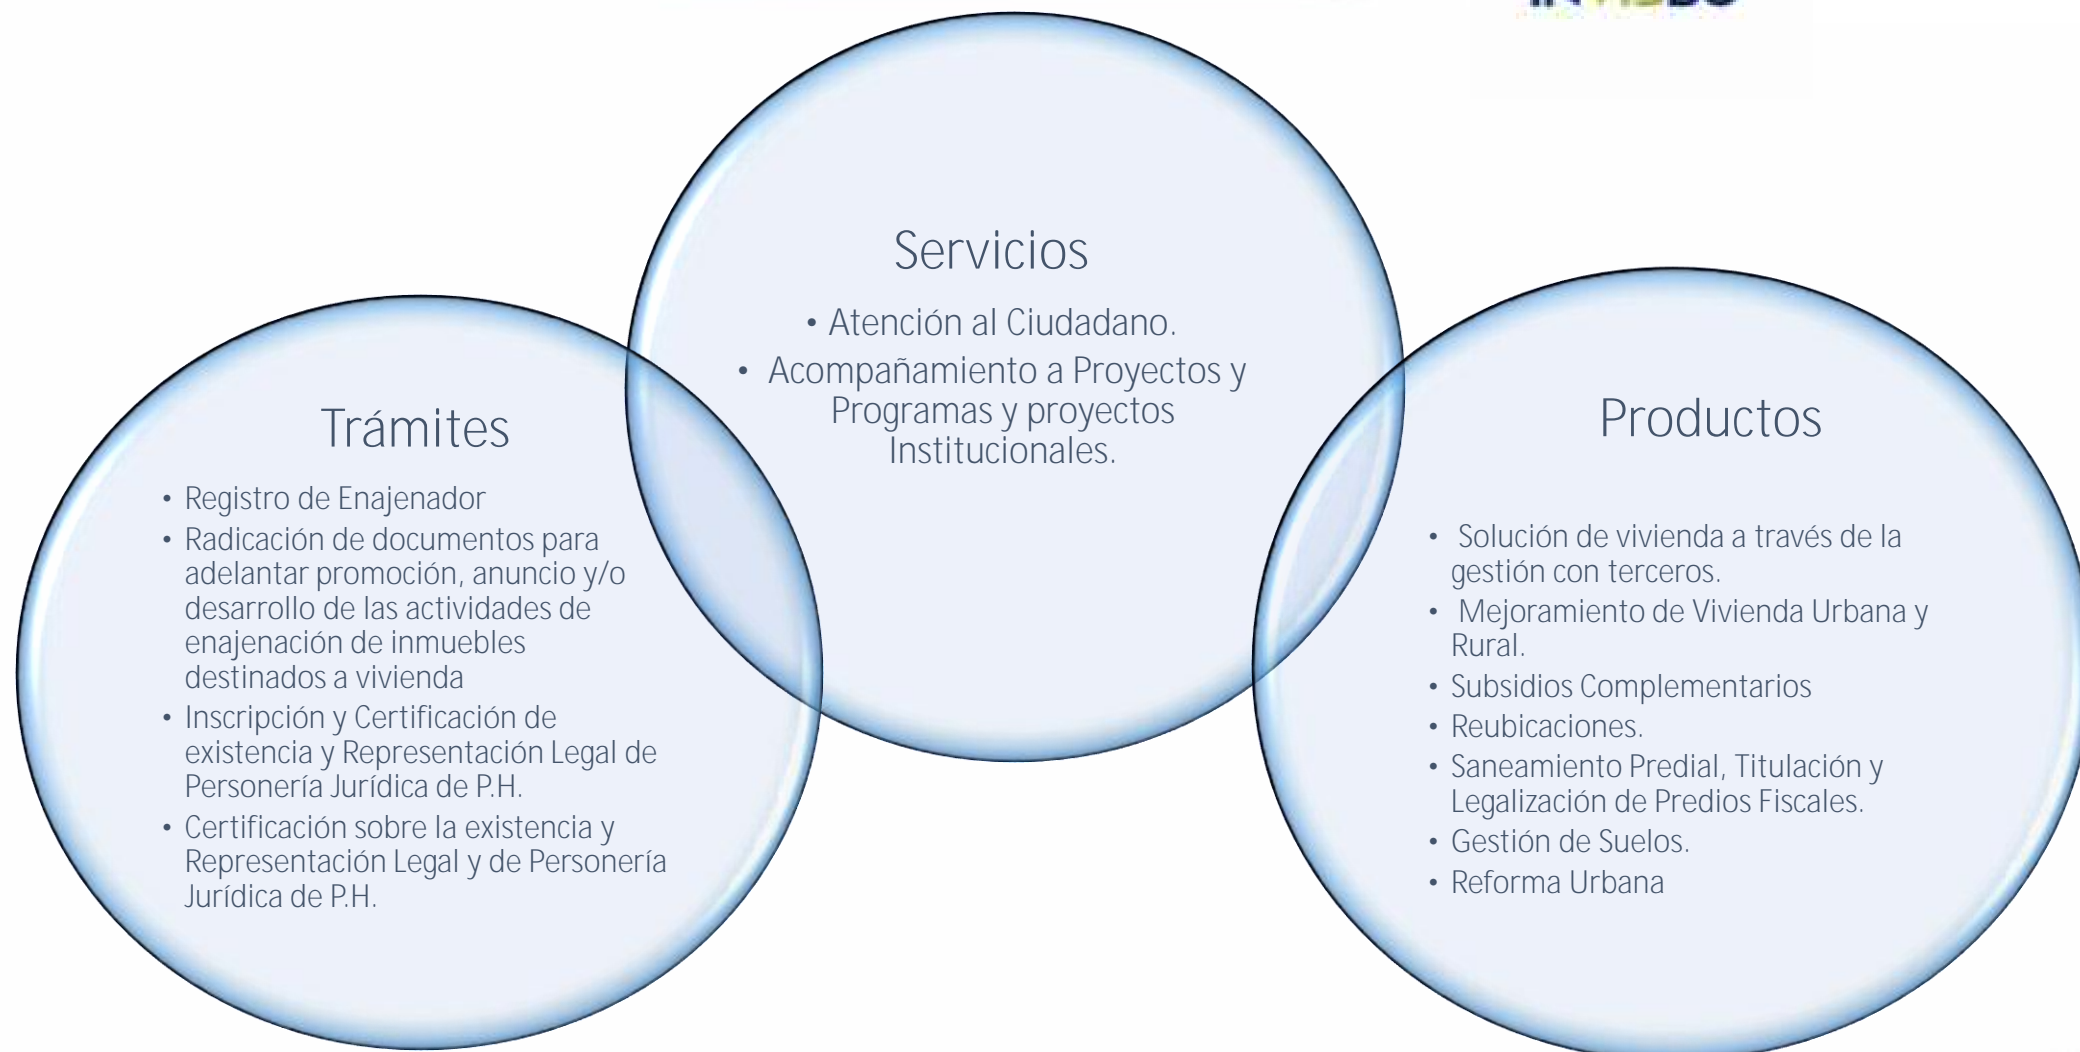 Servicios
• Atención al Ciudadano.
• Acompañamiento a Proyectos y
Programas y proyectos
Institucionales.
Trámites
• Registro de Enajenador
• Radicación de documentos para
adelantar promoción, anuncio y/o
desarrollo de las actividades de
enajenación de inmuebles
destinados a vivienda
• Inscripción y Certificación de
existencia y Representación Legal de
Personería Jurídica de P.H.
• Certificación sobre la existencia y
Representación Legal y de Personería
Jurídica de P.H.
Productos
• Solución de vivienda a través de la
gestión con terceros.
• Mejoramiento de Vivienda Urbana y
Rural.
• Subsidios Complementarios
• Reubicaciones.
• Saneamiento Predial, Titulación y
Legalización de Predios Fiscales.
• Gestión de Suelos.
• Reforma Urbana